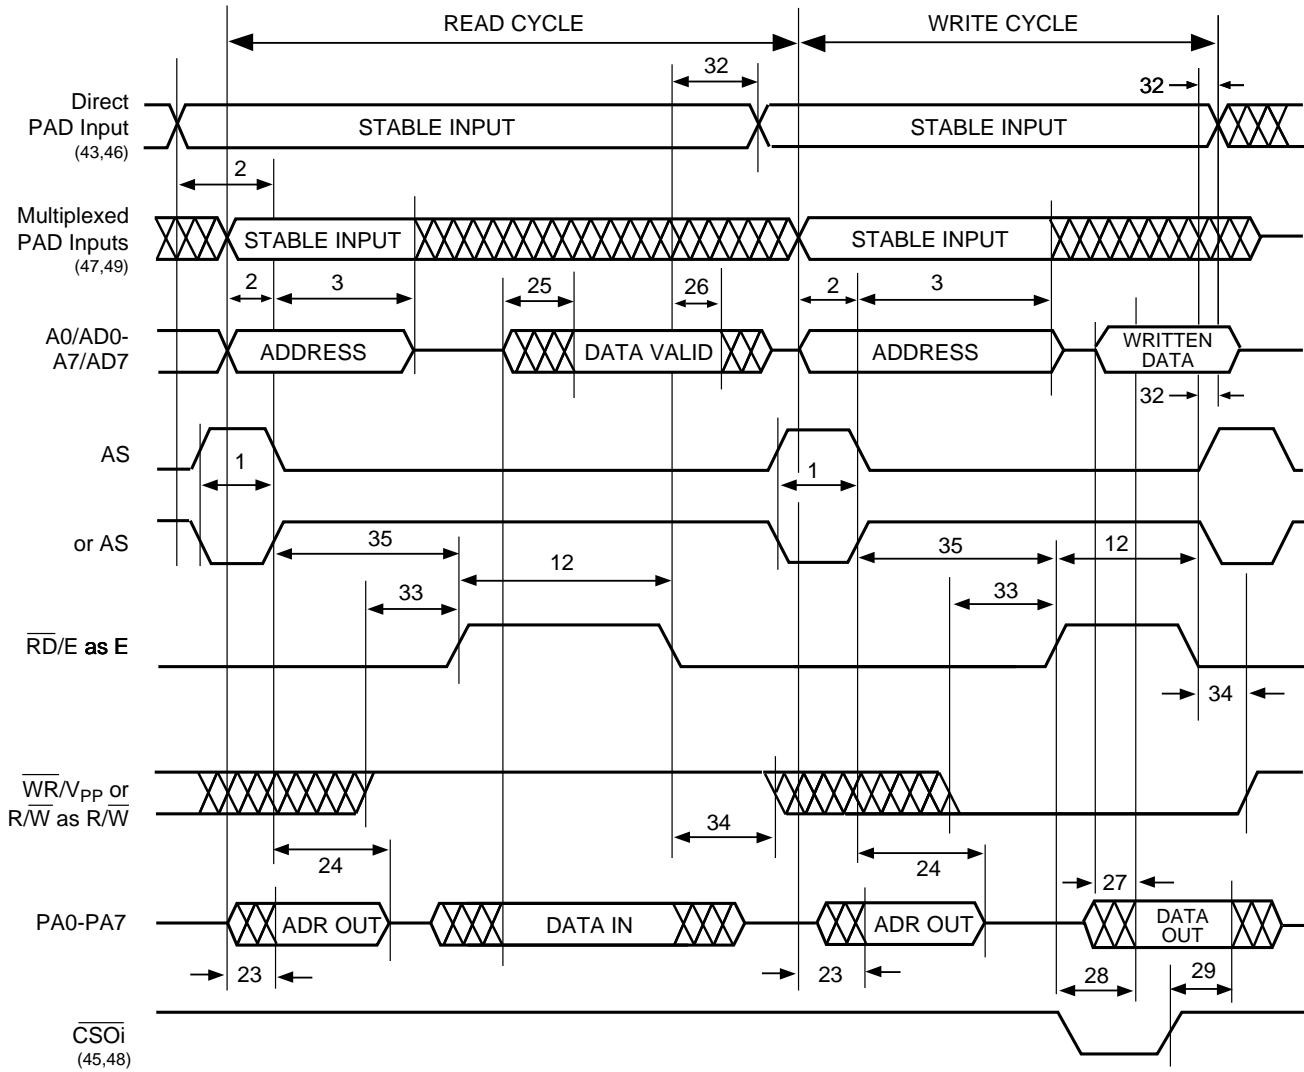 READ CYCLE
WRITE CYCLE
32
32
Direct
PAD Input
(43,46)
STABLE INPUT
STABLE INPUT
2
Multiplexed
PAD Inputs
(47,49)
STABLE INPUT
STABLE INPUT
2
3
25
26
2
3
A0/AD0-
A7/AD7
ADDRESS
DATA VALID
ADDRESS
WRITTEN
DATA
32
AS
1
1
or AS
35
12
35
12
33
33
RD/E as E
34
WR/VPP or
R/W as R/W
34
24
24
27
PA0-PA7
ADR OUT
DATA IN
ADR OUT
DATA
OUT
23
23
28
29
CSOi
(45,48)